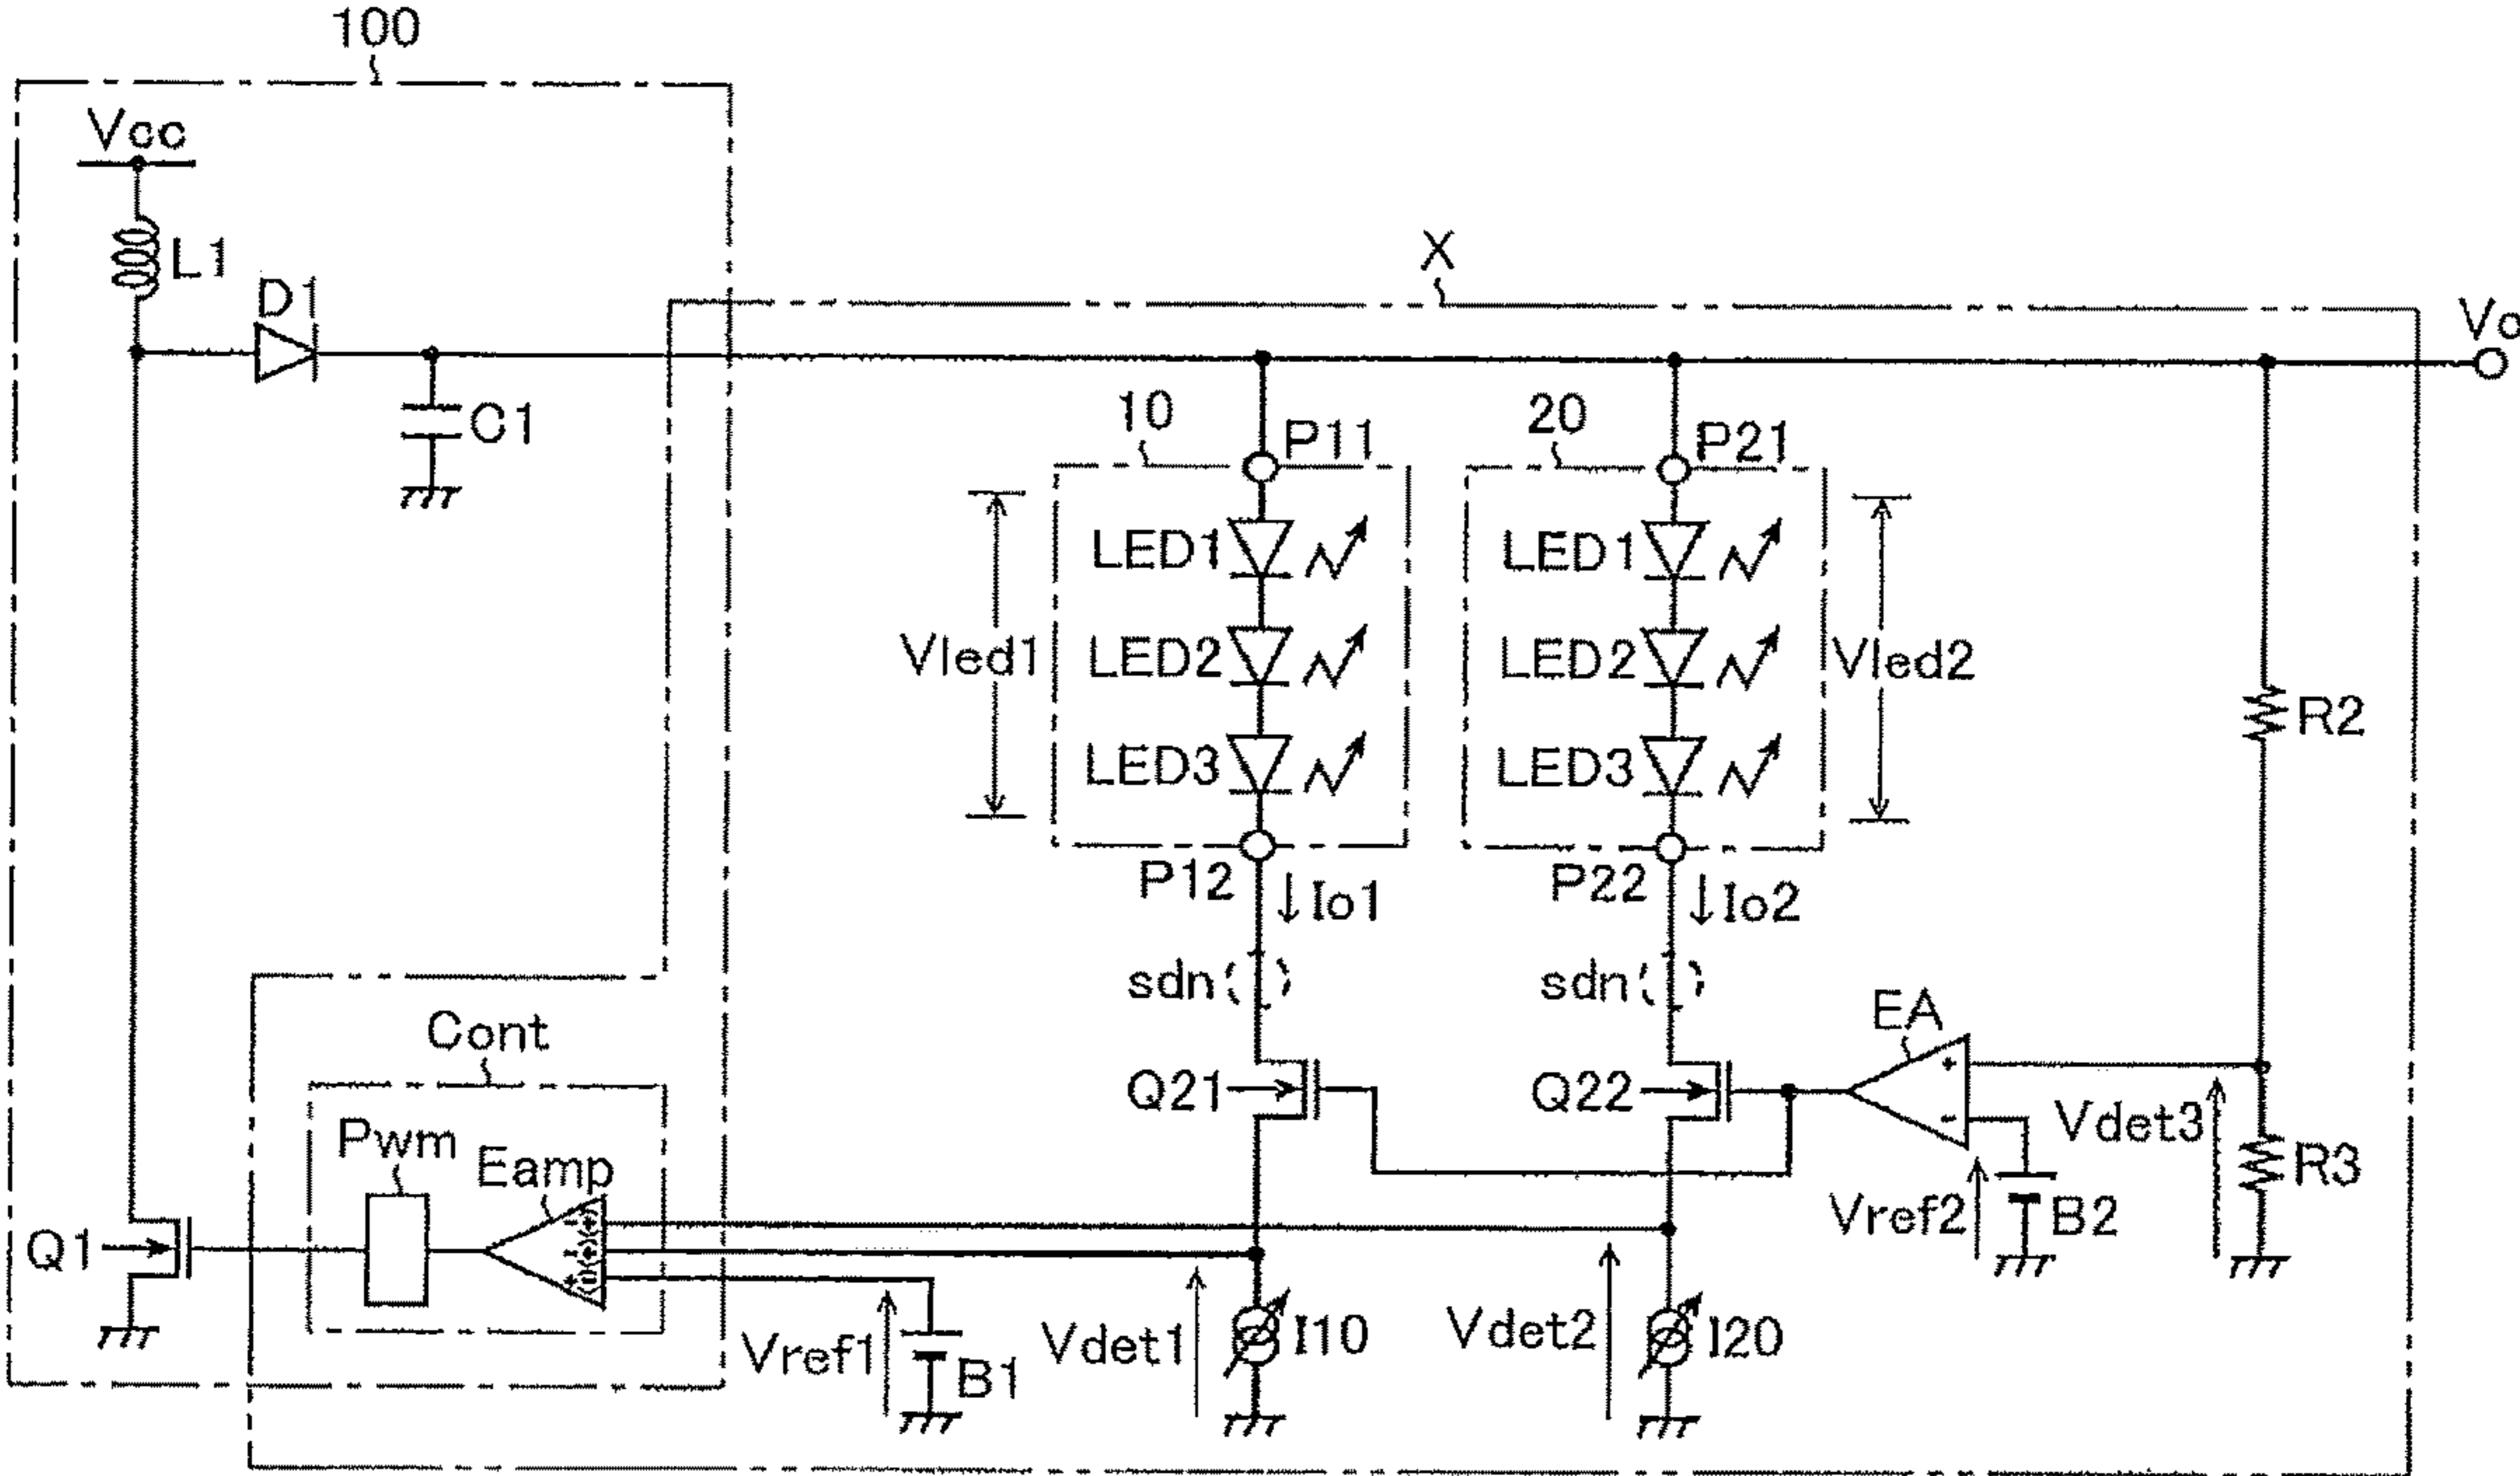 100
Vcc
L1
D1
C1
X
Vo
10
P11
20
P21
LED1
LED2
LED3
Vled1
LED1
LED2
LED3
Vled2
R2
P12
Io1
P22
Io2
sdn
sdn
EA
+
-
Q21
Q22
Vdet3
R3
Vref2
B2
Cont
Pwm
Eamp
Q1
Vref1
B1
Vdet1
I10
Vdet2
I20